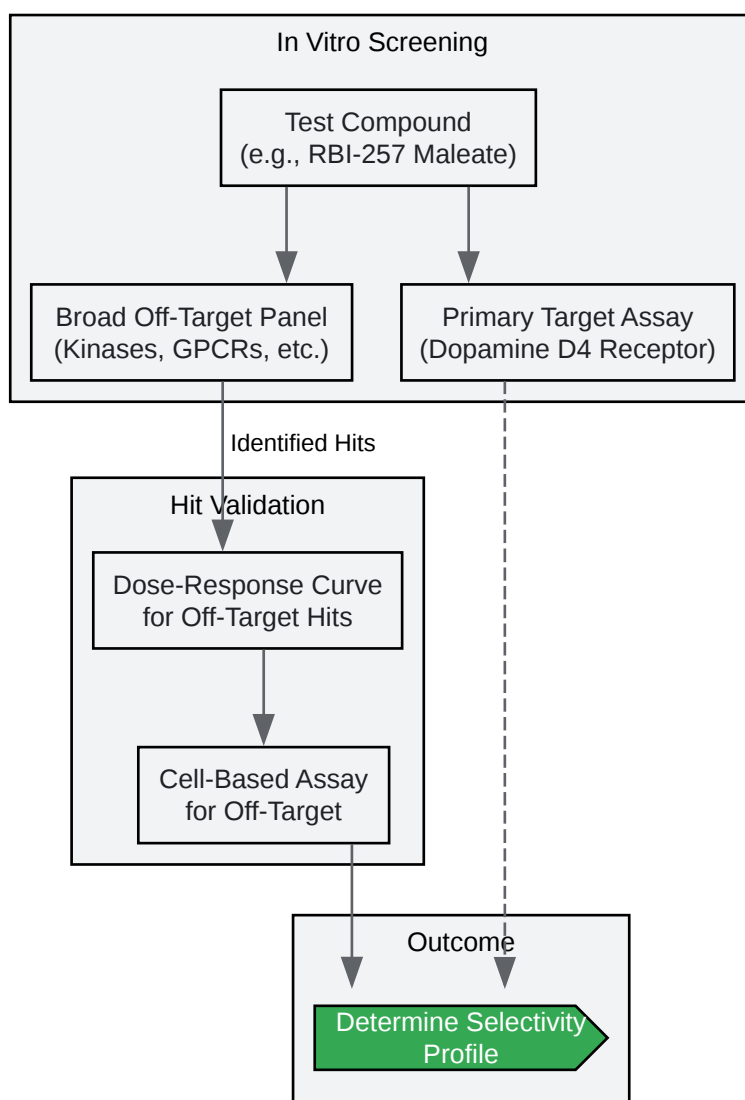 In Vitro Screening
Test Compound
(e.g., RBI-257 Maleate)
Broad Off-Target Panel
(Kinases, GPCRs, etc.)
Primary Target Assay
(Dopamine D4 Receptor)
Identified Hits
Hit Validation
Dose-Response Curve
for Off-Target Hits
Cell-Based Assay
for Off-Target
Outcome
Determine Selectivity
Profile